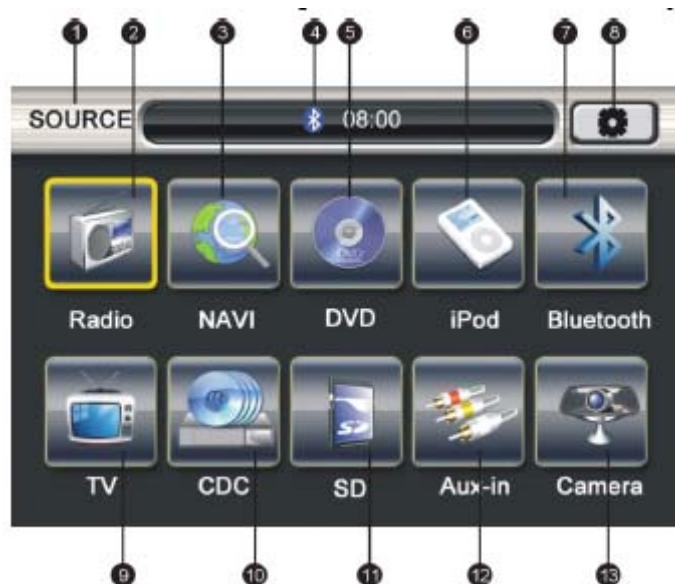 1 2 3 4 5 6 7 8
SOURCE 08:00
Radio NAVI DVD iPod Bluetooth
SD
TV CDC SD Aux-in Camera
9 10 11 12 13